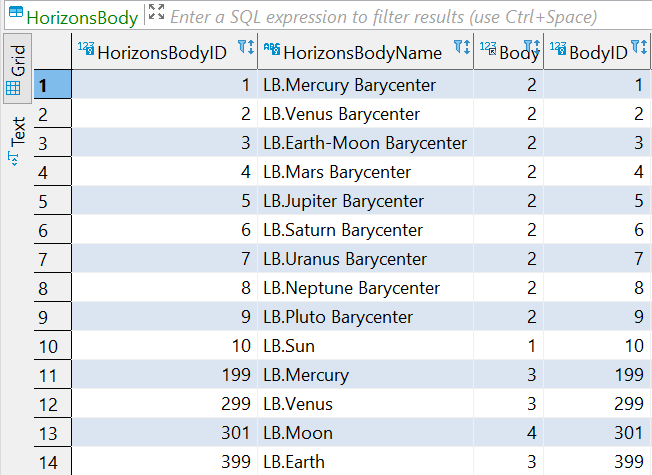 HorizonsBody Enter a SQL expression to filter results (use Ctrl+Space)
Grid
Text
123 HorizonsBodyID ABC HorizonsBodyName 123 Body 123 BodyID
1 1 LB.Mercury Barycenter 2 1
2 2 LB.Venus Barycenter 2 2
3 3 LB.Earth-Moon Barycenter 2 3
4 4 LB.Mars Barycenter 2 4
5 5 LB.Jupiter Barycenter 2 5
6 6 LB.Saturn Barycenter 2 6
7 7 LB.Uranus Barycenter 2 7
8 8 LB.Neptune Barycenter 2 8
9 9 LB.Pluto Barycenter 2 9
10 10 LB.Sun 1 10
11 199 LB.Mercury 3 199
12 299 LB.Venus 3 299
13 301 LB.Moon 4 301
14 399 LB.Earth 3 399